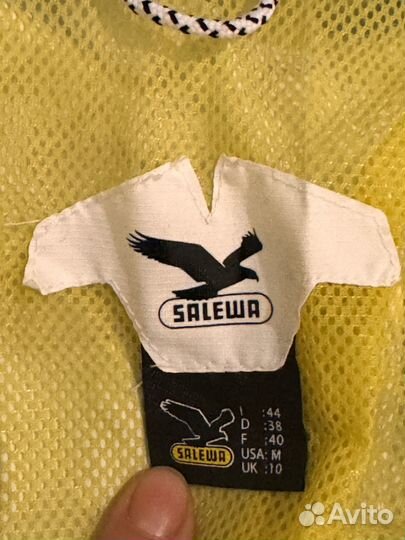 SALEWA
I :44
D :38
F :40
USA: M
UK :10
SALEWA
Avito